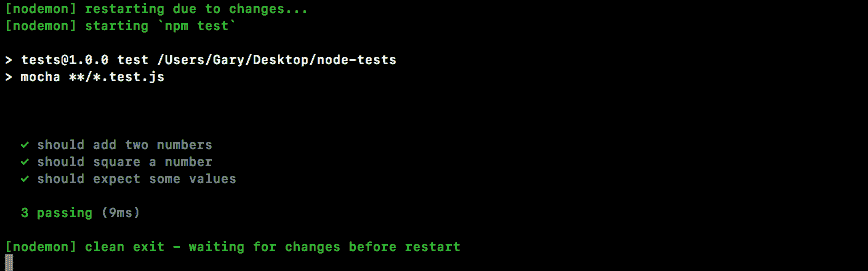 [nodemon] restarting due to changes...
[nodemon] starting `npm test`
> tests@1.0.0 test /Users/Gary/Desktop/node-tests
> mocha **/*.test.js
✓ should add two numbers
✓ should square a number
✓ should expect some values
3 passing (9ms)
[nodemon] clean exit - waiting for changes before restart